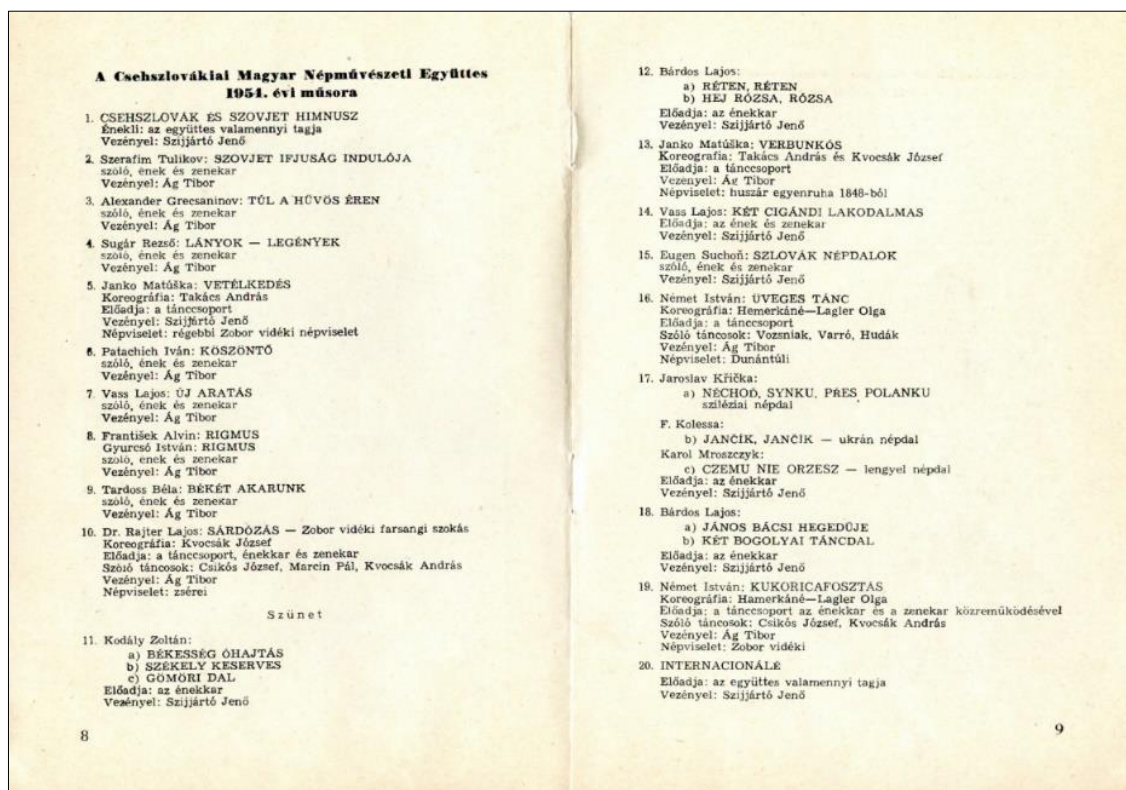 A Csehszlovákiai Magyar Népművészeti Együttes
1954. évi műsora
1. CSEHSZLOVÁK ÉS SZOVJET HIMNUSZ
Énekli: az együttes valamennyi tagja
Vezényel: Szijjártó Jenő
2. Szerafim Tulikov: SZOVJET IFJUSÁG INDULÓJA
szóló, ének és zenekar
Vezényel: Ág Tibor
3. Alexander Grecsaninov: TÚL A HŰVÖS ÉREN
szóló, ének és zenekar
Vezényel: Ág Tibor
4. Sugár Rezső: LÁNYOK — LEGÉNYEK
szóló, ének és zenekar
Vezényel: Ág Tibor
5. Janko Matúška: VETÉLKEDÉS
Koreográfia: Takács András
Előadja: a tánccsoport
Vezényel: Szijjártó Jenő
Népviselet: régebbi Zobor vidéki népviselet
6. Patachich Iván: KÖSZÖNTŐ
szóló, ének és zenekar
Vezényel: Ág Tibor
7. Vass Lajos: ÚJ ARATÁS
szóló, ének és zenekar
Vezényel: Ág Tibor
8. František Alvin: RIGMUS
Gyurcsó István: RIGMUS
szóló, ének és zenekar
Vezényel: Ág Tibor
9. Tardoss Béla: BÉKÉT AKARUNK
szóló, ének és zenekar
Vezényel: Ág Tibor
10. Dr. Rajter Lajos: SÁRDÓZÁS — Zobor vidéki farsangi szokás
Koreográfia: Kvocsák József
Előadja: a tánccsoport, énekkar és zenekar
Szóló táncosok: Csikós József, Marcin Pál, Kvocsák András
Vezényel: Ág Tibor
Népviselet: zsérei
Szünet
11. Kodály Zoltán:
a) BÉKESSÉG ÓHAJTÁS
b) SZÉKELY KESERVES
c) GÖMÖRI DAL
Előadja: az énekkar
Vezényel: Szijjártó Jenő
8
12. Bárdos Lajos:
a) RÉTEN, RÉTEN
b) HEJ RÓZSA, RÓZSA
Előadja: az énekkar
Vezényel: Szijjártó Jenő
13. Janko Matúška: VERBUNKÓS
Koreografia: Takács András és Kvocsák József
Előadja: a tánccsoport
Vezenyel: Ág Tibor
Népviselet: huszár egyenruha 1848-ból
14. Vass Lajos: KÉT CIGÁNDI LAKODALMAS
Előadja: az ének és zenekar
Vezényel: Szijjártó Jenő
15. Eugen Suchoň: SZLOVÁK NÉPDALOK
szóló, ének és zenekar
Vezényel: Szijjártó Jenő
16. Német István: ÜVEGES TÁNC
Koreográfia: Hemerkáné—Lagler Olga
Előadja: a tánccsoport
Szóló táncosok: Vozsniak, Varró, Hudák
Vezényel: Ág Tibor
Népviselet: Dunántúli
17. Jaroslav Křička:
a) NĚCHOĎ, SYNKU, PŘES POLANKU
sziléziai népdal
F. Kolessa:
b) JANČÍK, JANČÍK — ukrán népdal
Karol Mroszczyk:
c) CZEMU NIE ORZESZ — lengyel népdal
Előadja: az énekkar
Vezényel: Szijjártó Jenő
18. Bárdos Lajos:
a) JÁNOS BÁCSI HEGEDŰJE
b) KÉT BOGOLYAI TÁNCDAL
Előadja: az énekkar
Vezényel: Szijjártó Jenő
19. Német István: KUKORICAFOSZTÁS
Koreográfia: Hamerkáné—Lagler Olga
Előadja: a tánccsoport az énekkar és a zenekar közreműködésével
Szóló táncosok: Csikós József, Kvocsák András
Vezényel: Ág Tibor
Népviselet: Zobor vidéki
20. INTERNACIONÁLÉ
Előadja: az együttes valamennyi tagja
Vezényel: Szijjártó Jenő
9